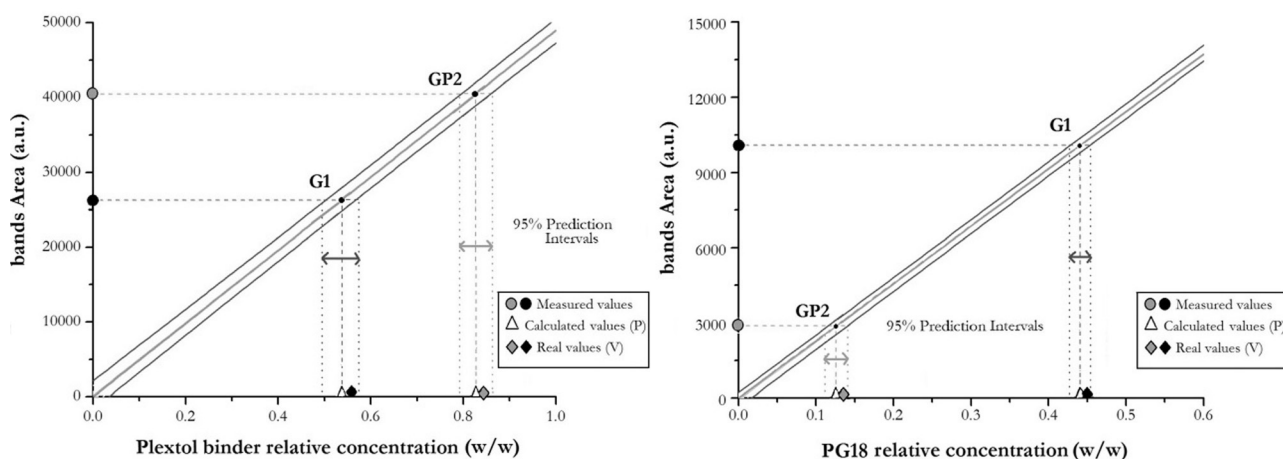 50000
40000
30000
20000
10000
0
bands Area (a.u.)
GP2
G1
95% Prediction
Intervals
Measured values
Calculated values (P)
Real values (V)
0.0 0.2 0.4 0.6 0.8 1.0
Plextol binder relative concentration (w/w)
15000
12000
9000
6000
3000
0
bands Area (a.u.)
G1
GP2
95% Prediction Intervals
Measured values
Calculated values (P)
Real values (V)
0.0 0.1 0.2 0.3 0.4 0.5 0.6
PG18 relative concentration (w/w)